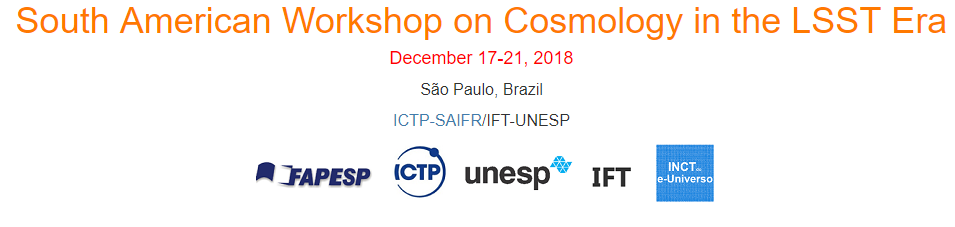 South American Workshop on Cosmology in the LSST Era
December 17-21, 2018
São Paulo, Brazil
ICTP-SAIFR/IFT-UNESP
FAPESP ICTP unesp IFT INCT do
e-Universo